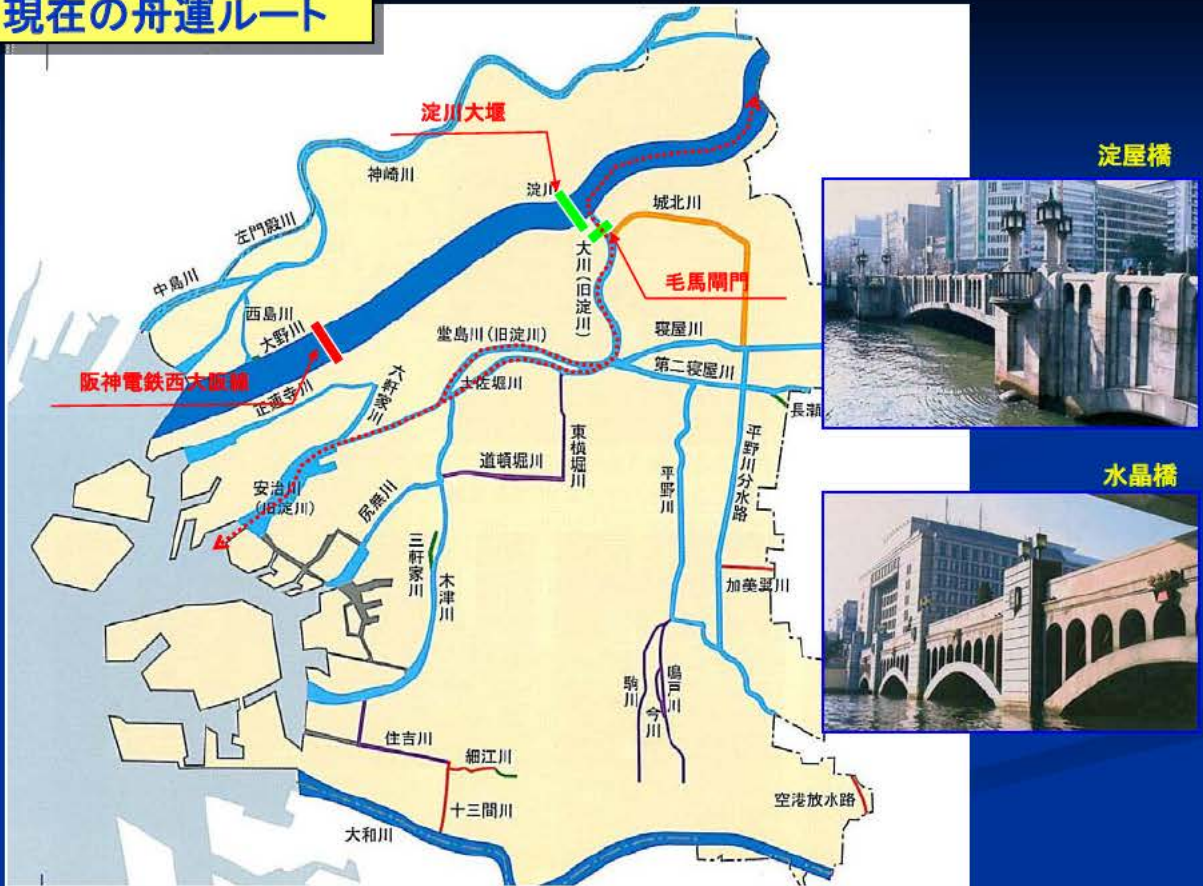 現在の舟運ルート
淀川大堰
神崎川
淀川
城北川
左門殿川
大川(旧淀川)
毛馬閘門
中島川
西島川
大野川
堂島川(旧淀川)
寝屋川
第二寝屋川
阪神電鉄西大阪線
正蓮寺川
六軒家川
土佐堀川
長瀬
東横堀川
道頓堀川
平野川
平野川分水路
安治川
(旧淀川)
尻無川
三軒家川
木津川
加美巽川
鳴戸川
駒川
今川
住吉川
細江川
十三間川
大和川
空港放水路
淀屋橋
水晶橋